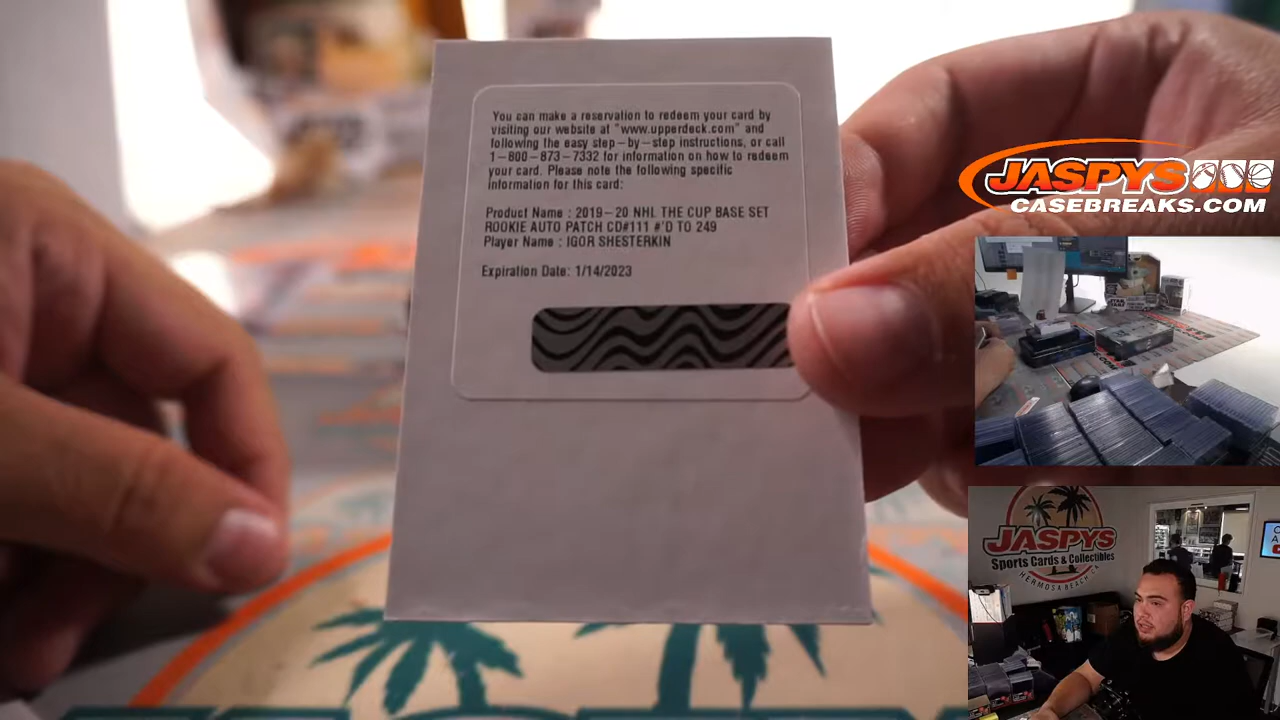 You can make a reservation to redeem your card by
visiting our website at "www.upperdeck.com" and
following the easy step-by-step instructions, or call
1-800-873-7332 for information on how to redeem
your card. Please note the following specific
information for this card:
Product Name : 2019-20 NHL THE CUP BASE SET
ROOKIE AUTO PATCH CD#111 #'D TO 249
Player Name : IGOR SHESTERKIN
Expiration Date: 1/14/2023
JASPYS
CASEBREAKS.COM
JASPYS
Sports Cards & Collectibles
HERMOSA BEACH CA